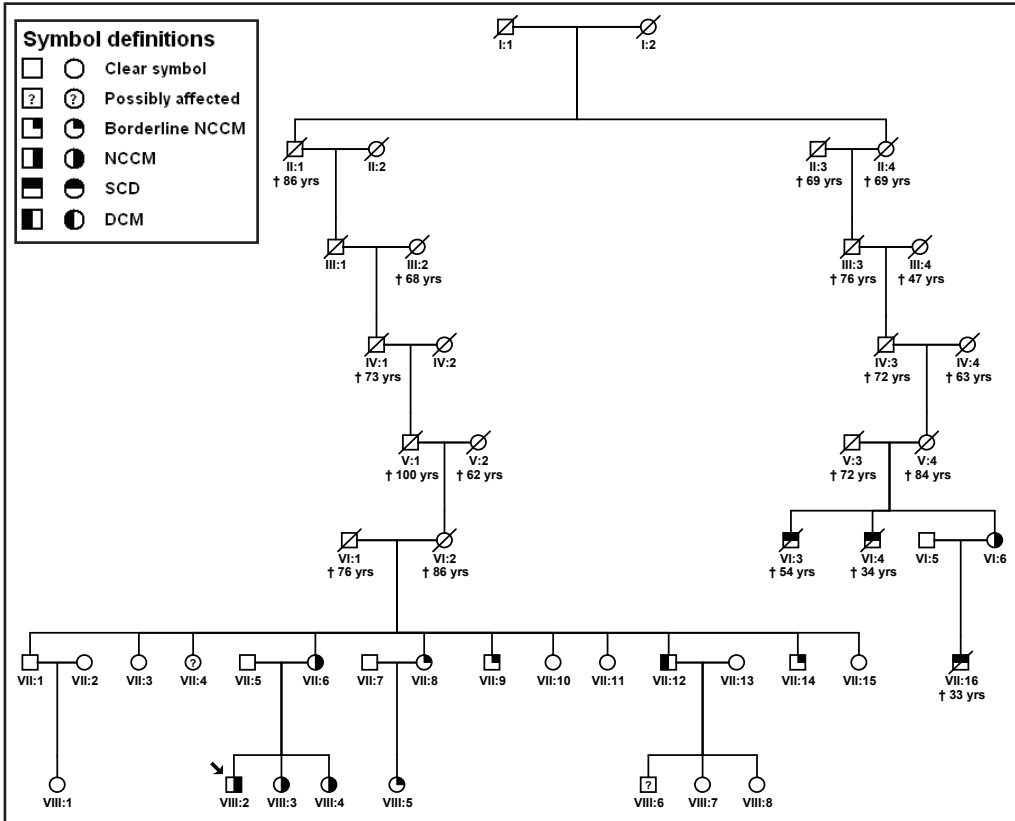 Symbol definitions
Clear symbol
? ? Possibly affected
Borderline NCCM
NCCM
SCD
DCM
I:1 I:2
II:1 II:2 II:3 II:4
† 86 yrs † 69 yrs † 69 yrs
III:1 III:2 III:3 III:4
† 68 yrs † 76 yrs † 47 yrs
IV:1 IV:2 IV:3 IV:4
† 73 yrs † 72 yrs † 63 yrs
V:1 V:2 V:3 V:4
† 100 yrs † 62 yrs † 72 yrs † 84 yrs
VI:1 VI:2 VI:3 VI:4 VI:5 VI:6
† 76 yrs † 86 yrs † 54 yrs † 34 yrs
?
VII:1 VII:2 VII:3 VII:4 VII:5 VII:6 VII:7 VII:8 VII:9 VII:10 VII:11 VII:12 VII:13 VII:14 VII:15 VII:16
† 33 yrs
?
VIII:1 VIII:2 VIII:3 VIII:4 VIII:5 VIII:6 VIII:7 VIII:8